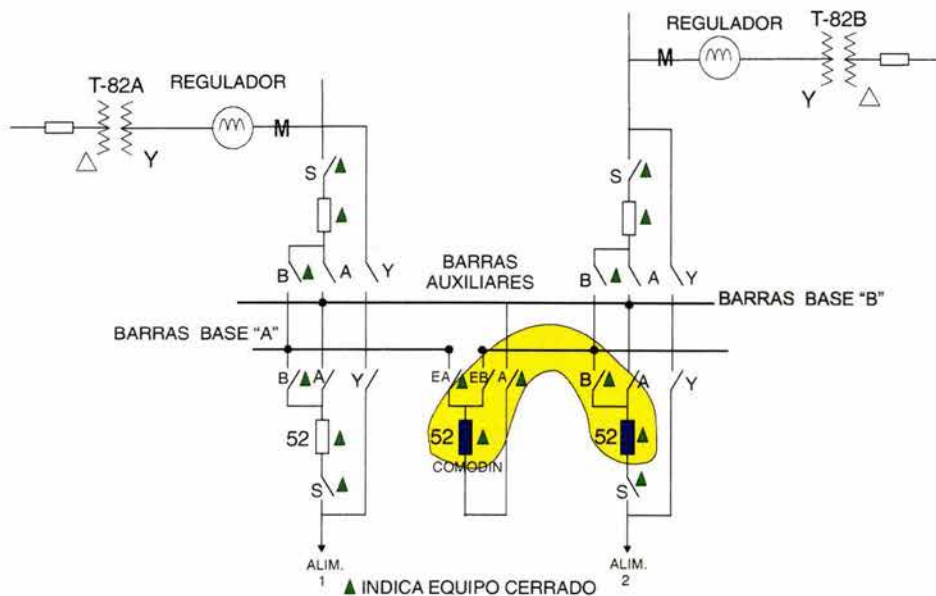 T-82B
REGULADOR
M
Y
T-82A
REGULADOR
M
Y
S
S
B
A
Y
BARRAS
AUXILIARES
B
A
Y
BARRAS BASE "B"
BARRAS BASE "A"
B
A
Y
EA
EB
A
B
A
Y
52
52
COMODIN
52
S
S
ALIM.
1
ALIM.
2
INDICA EQUIPO CERRADO